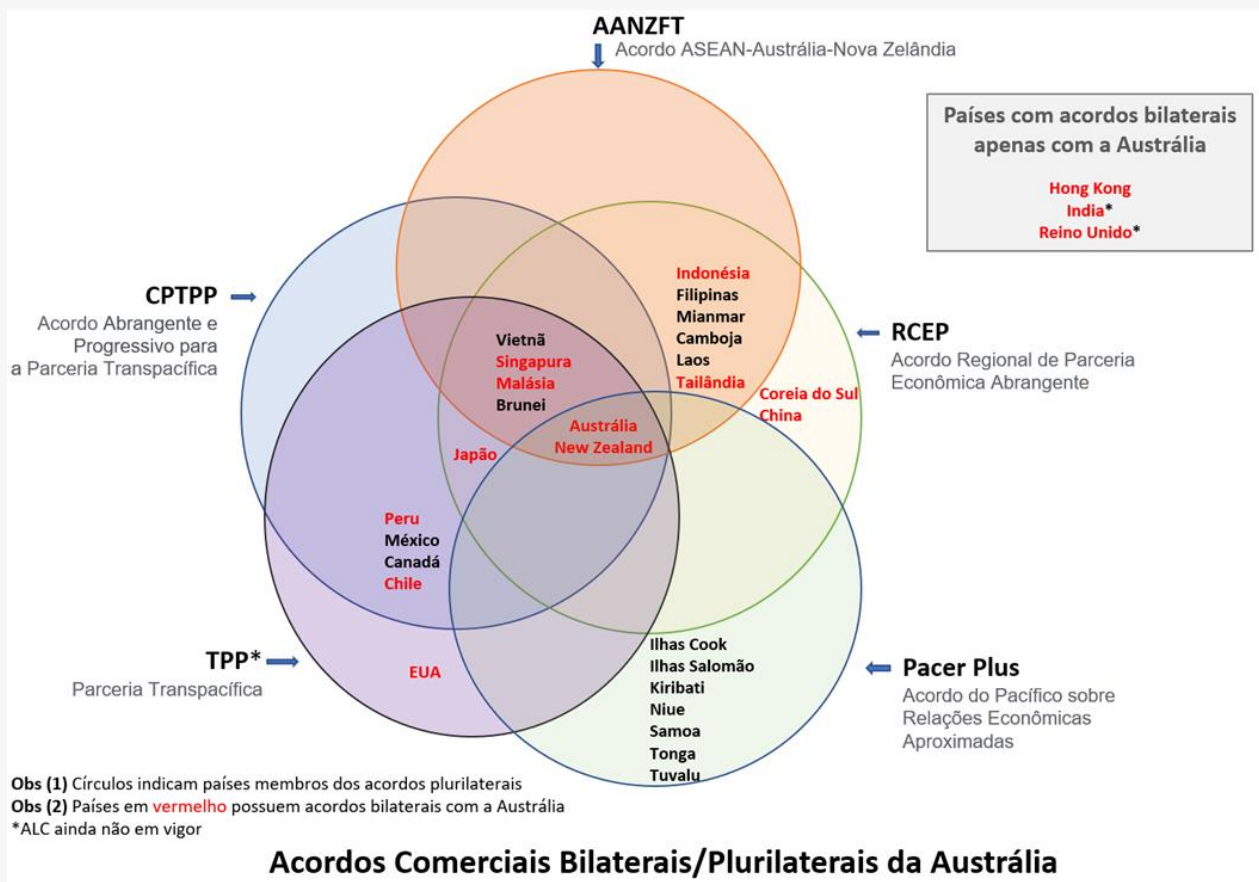 AANZFT
Acordo ASEAN-Austrália-Nova Zelândia
Países com acordos bilaterais
apenas com a Austrália
Hong Kong
India*
Reino Unido*
CPTPP
Acordo Abrangente e
Progressivo para
a Parceria Transpacífica
RCEP
Acordo Regional de Parceria
Econômica Abrangente
Indonésia
Filipinas
Mianmar
Camboja
Laos
Tailândia
Vietnã
Singapura
Malásia
Brunei
Coreia do Sul
China
Austrália
New Zealand
Japão
Peru
México
Canadá
Chile
TPP*
Parceria Transpacífica
EUA
Ilhas Cook
Ilhas Salomão
Kiribati
Niue
Samoa
Tonga
Tuvalu
Pacer Plus
Acordo do Pacífico sobre
Relações Econômicas
Aproximadas
Obs (1) Círculos indicam países membros dos acordos plurilaterais
Obs (2) Países em vermelho possuem acordos bilaterais com a Austrália
*ALC ainda não em vigor
Acordos Comerciais Bilaterais/Plurilaterais da Austrália